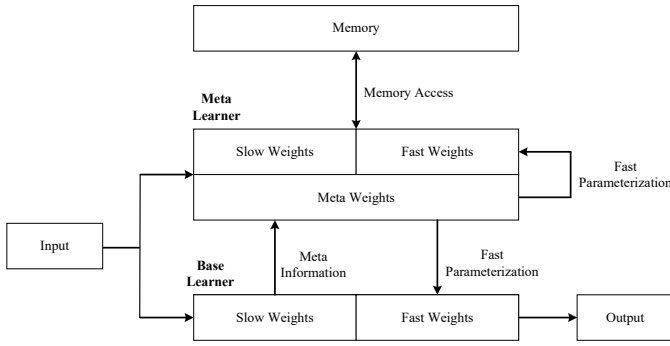 Memory
Memory Access
Meta
Learner
Slow Weights
Fast Weights
Meta Weights
Fast
Parameterization
Input
Meta
Information
Fast
Parameterization
Base
Learner
Slow Weights
Fast Weights
Output